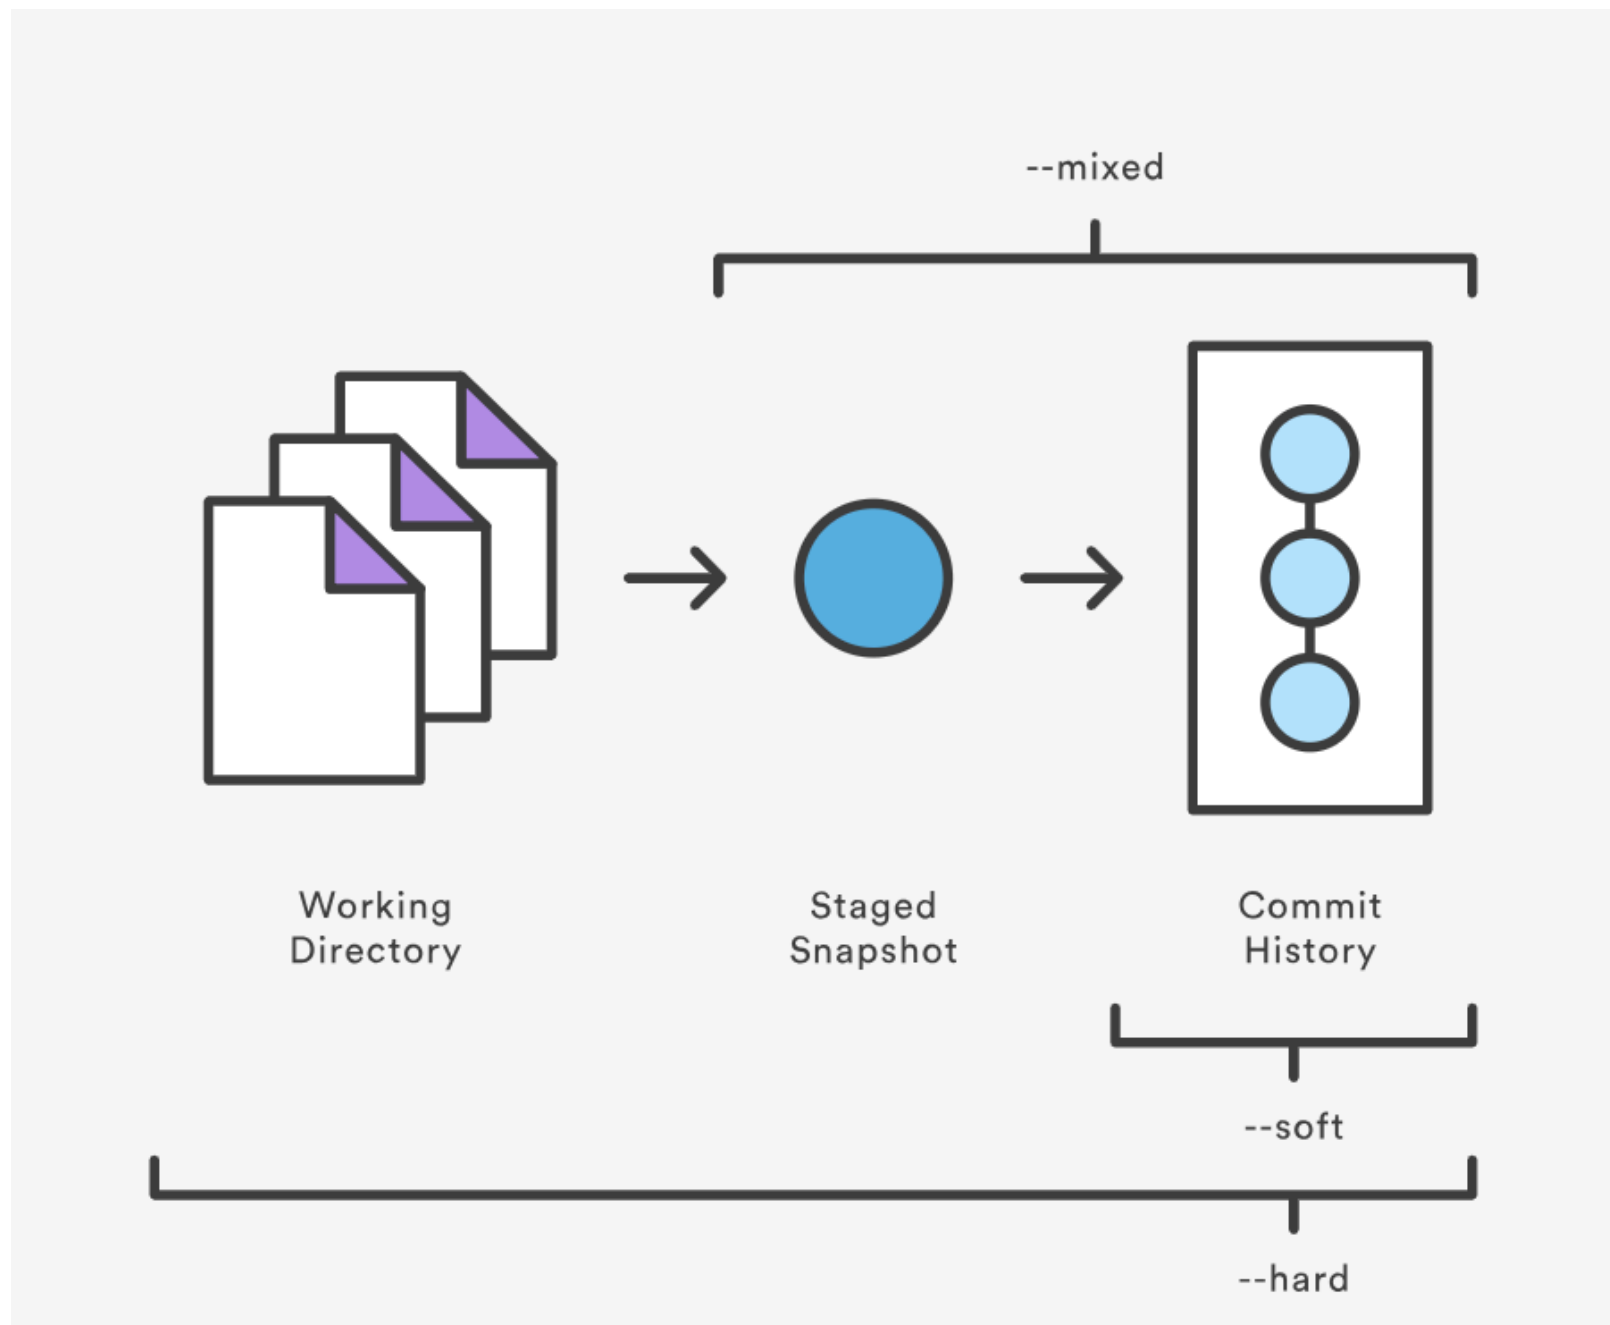 --mixed
Working
Directory
Staged
Snapshot
Commit
History
--soft
--hard